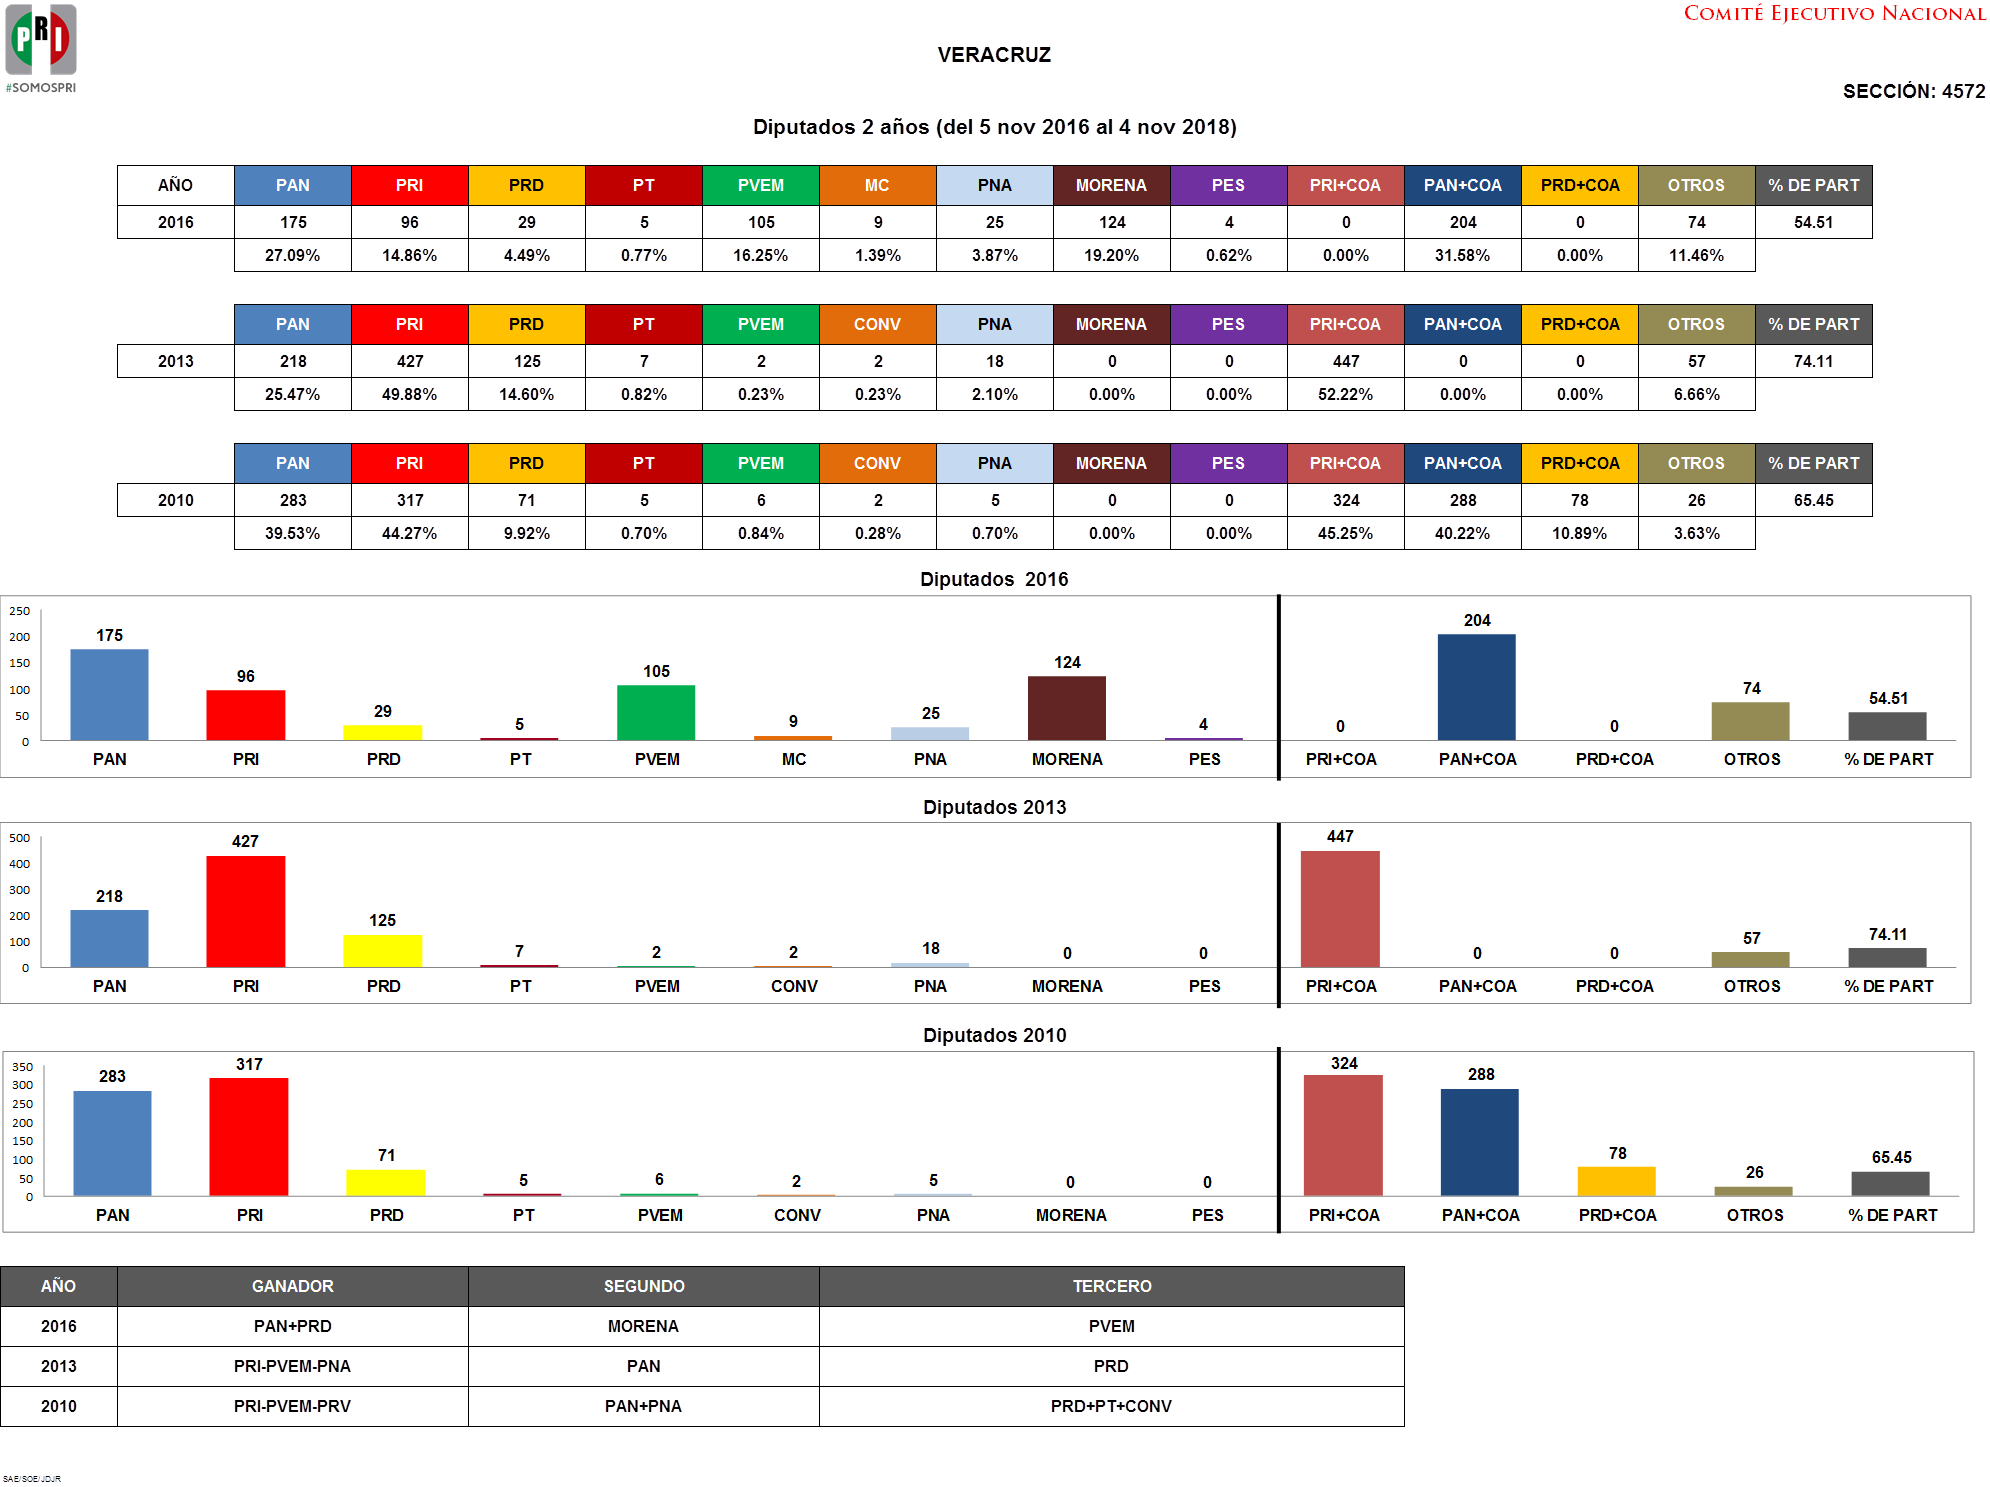 PRI
#SOMOSPRI
COMITÉ EJECUTIVO NACIONAL
VERACRUZ
SECCIÓN: 4572
Diputados 2 años (del 5 nov 2016 al 4 nov 2018)
AÑO PAN PRI PRD PT PVEM MC PNA MORENA PES PRI+COA PAN+COA PRD+COA OTROS % DE PART
2016 175 96 29 5 105 9 25 124 4 0 204 0 74 54.51
27.09% 14.86% 4.49% 0.77% 16.25% 1.39% 3.87% 19.20% 0.62% 0.00% 31.58% 0.00% 11.46%
PAN PRI PRD PT PVEM CONV PNA MORENA PES PRI+COA PAN+COA PRD+COA OTROS % DE PART
2013 218 427 125 7 2 2 18 0 0 447 0 0 57 74.11
25.47% 49.88% 14.60% 0.82% 0.23% 0.23% 2.10% 0.00% 0.00% 52.22% 0.00% 0.00% 6.66%
PAN PRI PRD PT PVEM CONV PNA MORENA PES PRI+COA PAN+COA PRD+COA OTROS % DE PART
2010 283 317 71 5 6 2 5 0 0 324 288 78 26 65.45
39.53% 44.27% 9.92% 0.70% 0.84% 0.28% 0.70% 0.00% 0.00% 45.25% 40.22% 10.89% 3.63%
Diputados 2016
250
200
150
100
50
0
175 96 29 5 105 9 25 124 4 0 204 0 74 54.51
PAN PRI PRD PT PVEM MC PNA MORENA PES PRI+COA PAN+COA PRD+COA OTROS % DE PART
Diputados 2013
500
400
300
200
100
0
218 427 125 7 2 2 18 0 0 447 0 0 57 74.11
PAN PRI PRD PT PVEM CONV PNA MORENA PES PRI+COA PAN+COA PRD+COA OTROS % DE PART
Diputados 2010
350
300
250
200
150
100
50
0
283 317 71 5 6 2 5 0 0 324 288 78 26 65.45
PAN PRI PRD PT PVEM CONV PNA MORENA PES PRI+COA PAN+COA PRD+COA OTROS % DE PART
AÑO GANADOR SEGUNDO TERCERO
2016 PAN+PRD MORENA PVEM
2013 PRI-PVEM-PNA PAN PRD
2010 PRI-PVEM-PRV PAN+PNA PRD+PT+CONV
SAE/SOE/JDJR